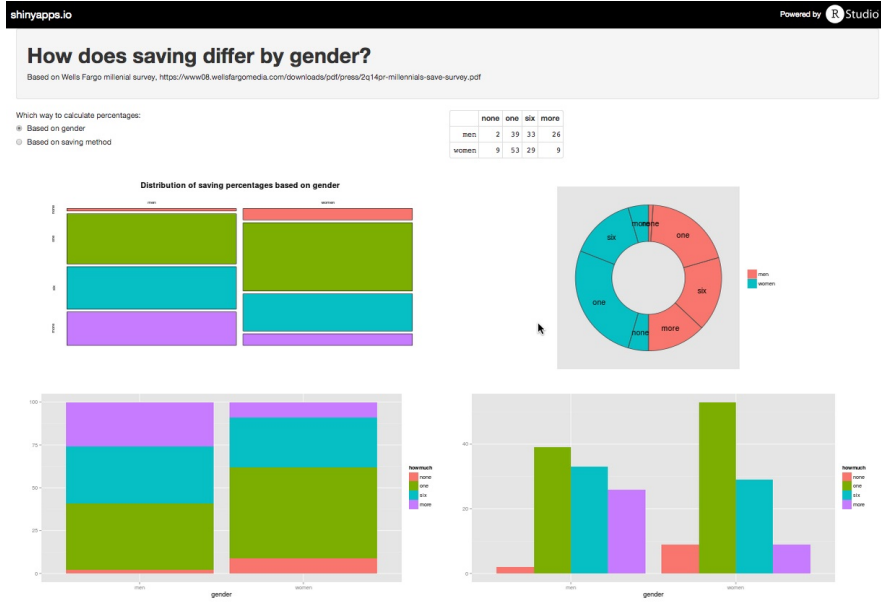 shinyapps.io
Powered by R Studio
How does saving differ by gender?
Based on Wells Fargo millenial survey, https://www08.wellsfargomedia.com/downloads/pdf/press/2q14pr-millennials-save-survey.pdf
Which way to calculate percentages:
Based on gender
Based on saving method
none one six more
men 2 39 33 26
women 9 53 29 9
Distribution of saving percentages based on gender
men women
none
one
six
more
none
one
six
more
none
one
six
more
men
women
100
75
50
25
0
men women
gender
howmuch
none
one
six
more
40
20
0
men women
gender
howmuch
none
one
six
more